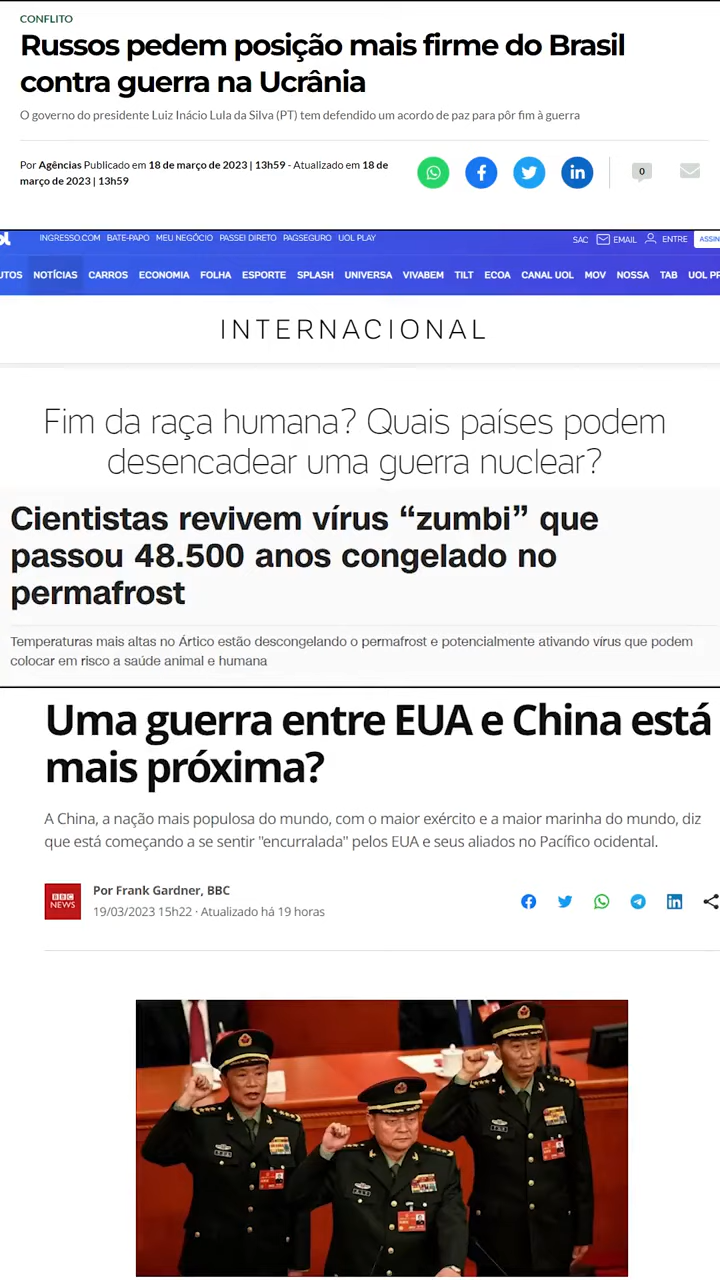 CONFLITO
Russos pedem posição mais firme do Brasil
contra guerra na Ucrânia
O governo do presidente Luiz Inácio Lula da Silva (PT) tem defendido um acordo de paz para pôr fim à guerra
Por Agências Publicado em 18 de março de 2023 | 13h59 - Atualizado em 18 de
março de 2023 | 13h59
0
INGRESSO.COM BATE-PAPO MEU NEGÓCIO PASSEI DIRETO PAGSEGURO UOL PLAY
SAC EMAIL ENTRE ASSIN
UTOS NOTÍCIAS CARROS ECONOMIA FOLHA ESPORTE SPLASH UNIVERSA VIVABEM TILT ECOA CANAL UOL MOV NOSSA TAB UOL PR
INTERNACIONAL
Fim da raça humana? Quais países podem
desencadear uma guerra nuclear?
Cientistas revivem vírus “zumbi” que
passou 48.500 anos congelado no
permafrost
Temperaturas mais altas no Ártico estão descongelando o permafrost e potencialmente ativando vírus que podem
colocar em risco a saúde animal e humana
Uma guerra entre EUA e China está
mais próxima?
A China, a nação mais populosa do mundo, com o maior exército e a maior marinha do mundo, diz
que está começando a se sentir "encurralada" pelos EUA e seus aliados no Pacífico ocidental.
BBC
NEWS
Por Frank Gardner, BBC
19/03/2023 15h22 · Atualizado há 19 horas